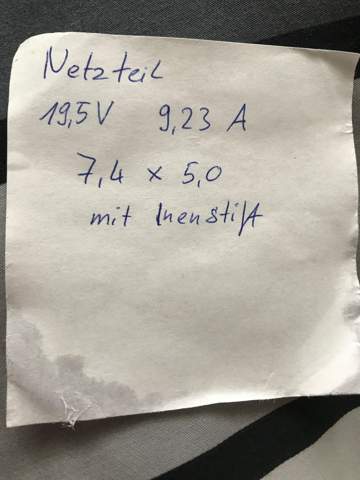 Netzteil
19,5V 9,23 A
7,4 x 5,0
mit Inenstift